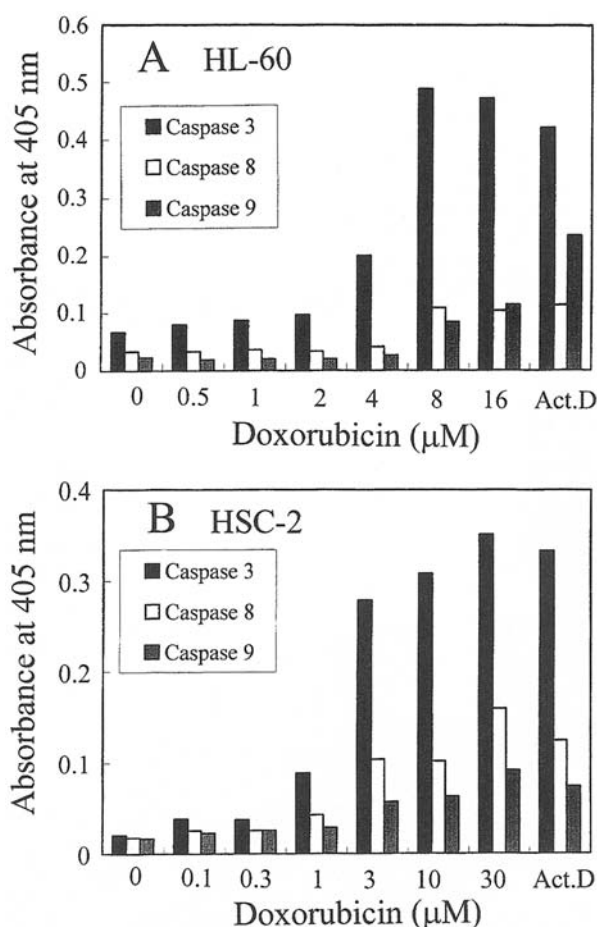 A HL-60
Absorbance at 405 nm
0.6
0.5
0.4
0.3
0.2
0.1
0
Caspase 3
Caspase 8
Caspase 9
0 0.5 1 2 4 8 16 Act.D
Doxorubicin (μM)
B HSC-2
Absorbance at 405 nm
0.4
0.3
0.2
0.1
0
Caspase 3
Caspase 8
Caspase 9
0 0.1 0.3 1 3 10 30 Act.D
Doxorubicin (μM)